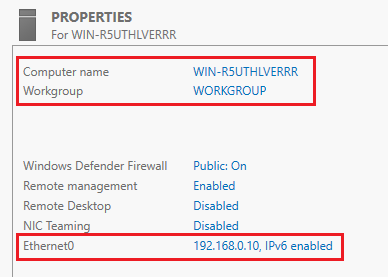 PROPERTIES
For WIN-R5UTHLVERRR
Computer name WIN-R5UTHLVERRR
Workgroup WORKGROUP
Windows Defender Firewall Public: On
Remote management Enabled
Remote Desktop Disabled
NIC Teaming Disabled
Ethernet0 192.168.0.10, IPv6 enabled